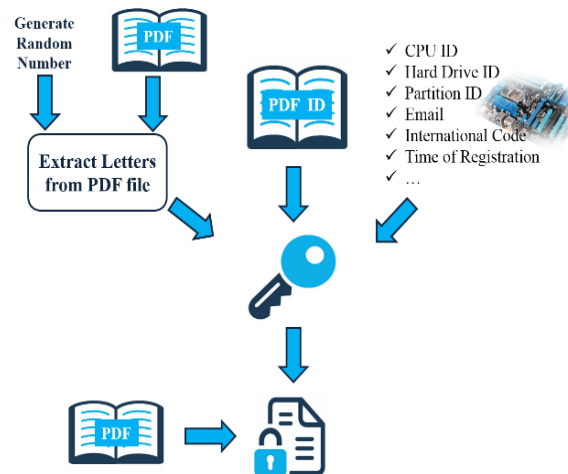 Generate
Random
Number
PDF
Extract Letters
from PDF file
PDF ID
✓ CPU ID
✓ Hard Drive ID
✓ Partition ID
✓ Email
✓ International Code
✓ Time of Registration
✓ ...
PDF